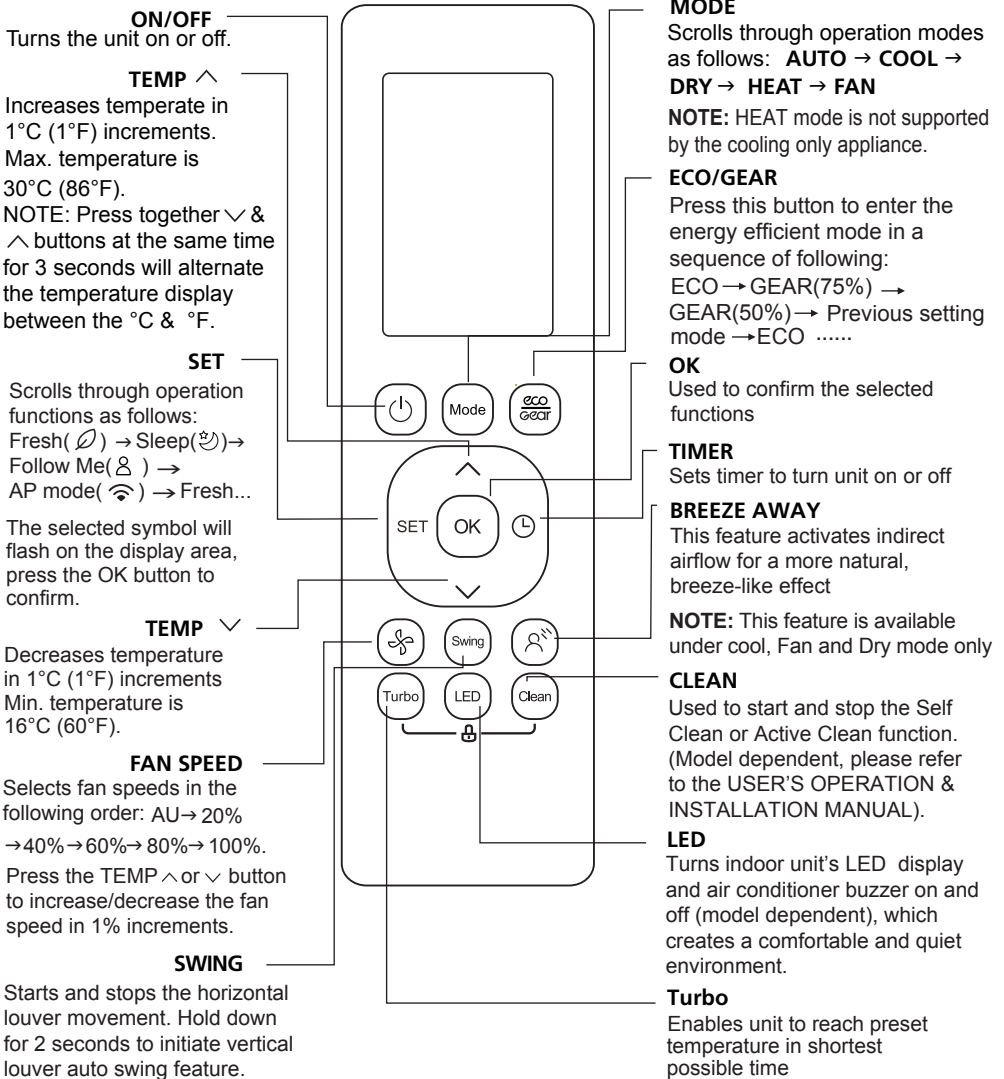 ON/OFF
Turns the unit on or off.
TEMP
Increases temperate in
1°C (1°F) increments.
Max. temperature is
30°C (86°F).
NOTE: Press together &
buttons at the same time
for 3 seconds will alternate
the temperature display
between the °C & °F.
SET
Scrolls through operation
functions as follows:
Fresh( ) → Sleep( )→
Follow Me( ) →
AP mode( ) → Fresh...
The selected symbol will
flash on the display area,
press the OK button to
confirm.
TEMP
Decreases temperature
in 1°C (1°F) increments
Min. temperature is
16°C (60°F).
FAN SPEED
Selects fan speeds in the
following order: AU→ 20%
→40%→60%→ 80%→ 100%.
Press the TEMP or button
to increase/decrease the fan
speed in 1% increments.
SWING
Starts and stops the horizontal
louver movement. Hold down
for 2 seconds to initiate vertical
louver auto swing feature.
Mode
eco
Gear
SET
OK
Swing
Turbo
LED
Clean
MODE
Scrolls through operation modes
as follows: AUTO → COOL →
DRY → HEAT → FAN
NOTE: HEAT mode is not supported
by the cooling only appliance.
ECO/GEAR
Press this button to enter the
energy efficient mode in a
sequence of following:
ECO → GEAR(75%) →
GEAR(50%)→ Previous setting
mode →ECO ······
OK
Used to confirm the selected
functions
TIMER
Sets timer to turn unit on or off
BREEZE AWAY
This feature activates indirect
airflow for a more natural,
breeze-like effect
NOTE: This feature is available
under cool, Fan and Dry mode only
CLEAN
Used to start and stop the Self
Clean or Active Clean function.
(Model dependent, please refer
to the USER'S OPERATION &
INSTALLATION MANUAL).
LED
Turns indoor unit's LED display
and air conditioner buzzer on and
off (model dependent), which
creates a comfortable and quiet
environment.
Turbo
Enables unit to reach preset
temperature in shortest
possible time